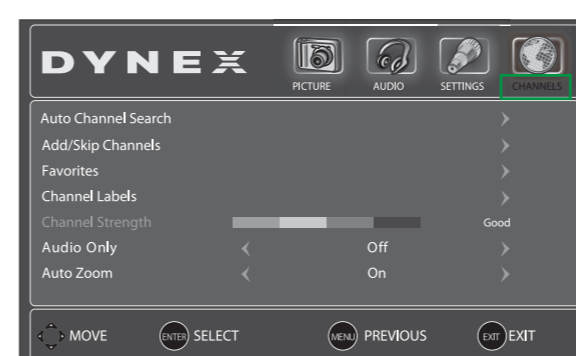 DYNEX
PICTURE AUDIO SETTINGS CHANNELS
Auto Channel Search
Add/Skip Channels
Favorites
Channel Labels
Channel Strength Good
Audio Only Off
Auto Zoom On
MOVE ENTER SELECT MENU PREVIOUS EXIT EXIT